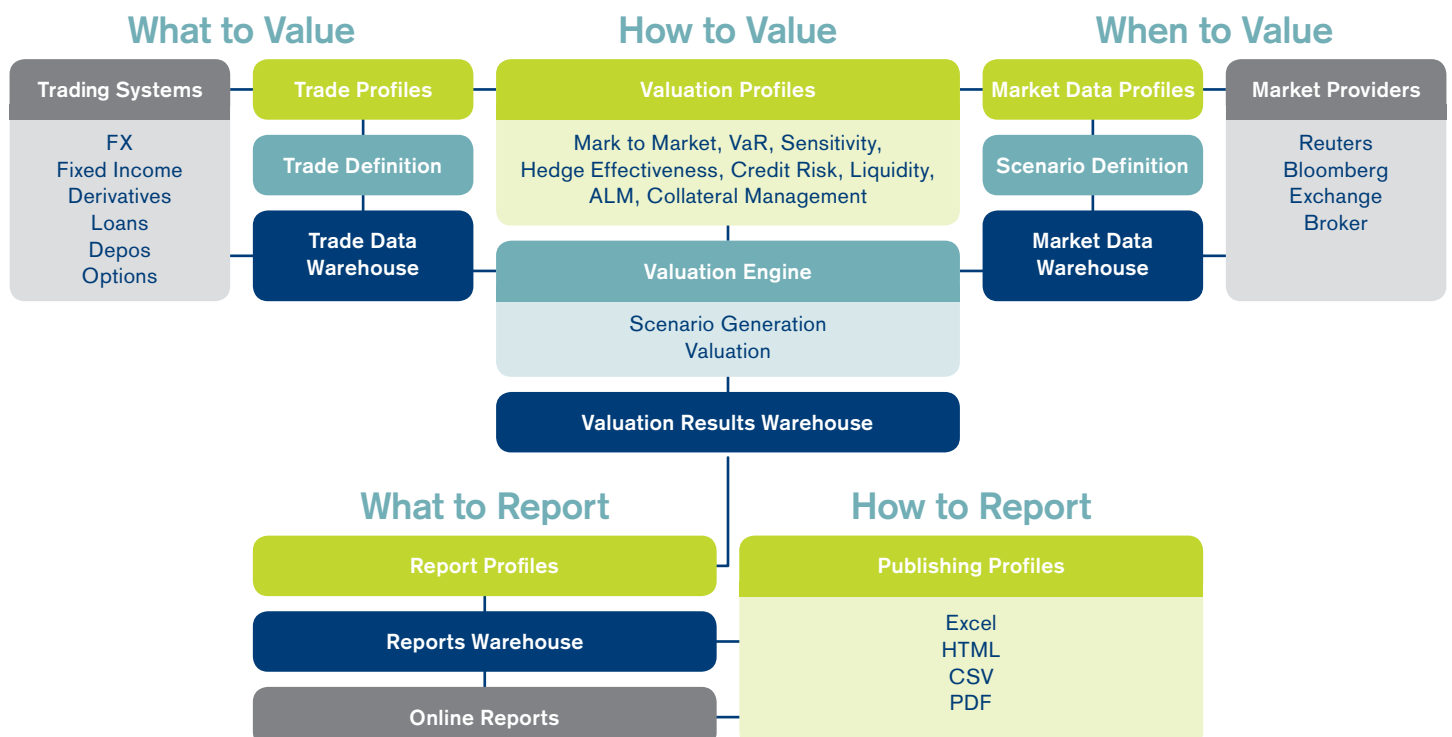 What to Value
How to Value
When to Value
Trading Systems
FX
Fixed Income
Derivatives
Loans
Depos
Options
Trade Profiles
Trade Definition
Trade Data
Warehouse
Valuation Profiles
Mark to Market, VaR, Sensitivity,
Hedge Effectiveness, Credit Risk, Liquidity,
ALM, Collateral Management
Valuation Engine
Scenario Generation
Valuation
Valuation Results Warehouse
Market Data Profiles
Scenario Definition
Market Data
Warehouse
Market Providers
Reuters
Bloomberg
Exchange
Broker
What to Report
Report Profiles
Reports Warehouse
Online Reports
How to Report
Publishing Profiles
Excel
HTML
CSV
PDF